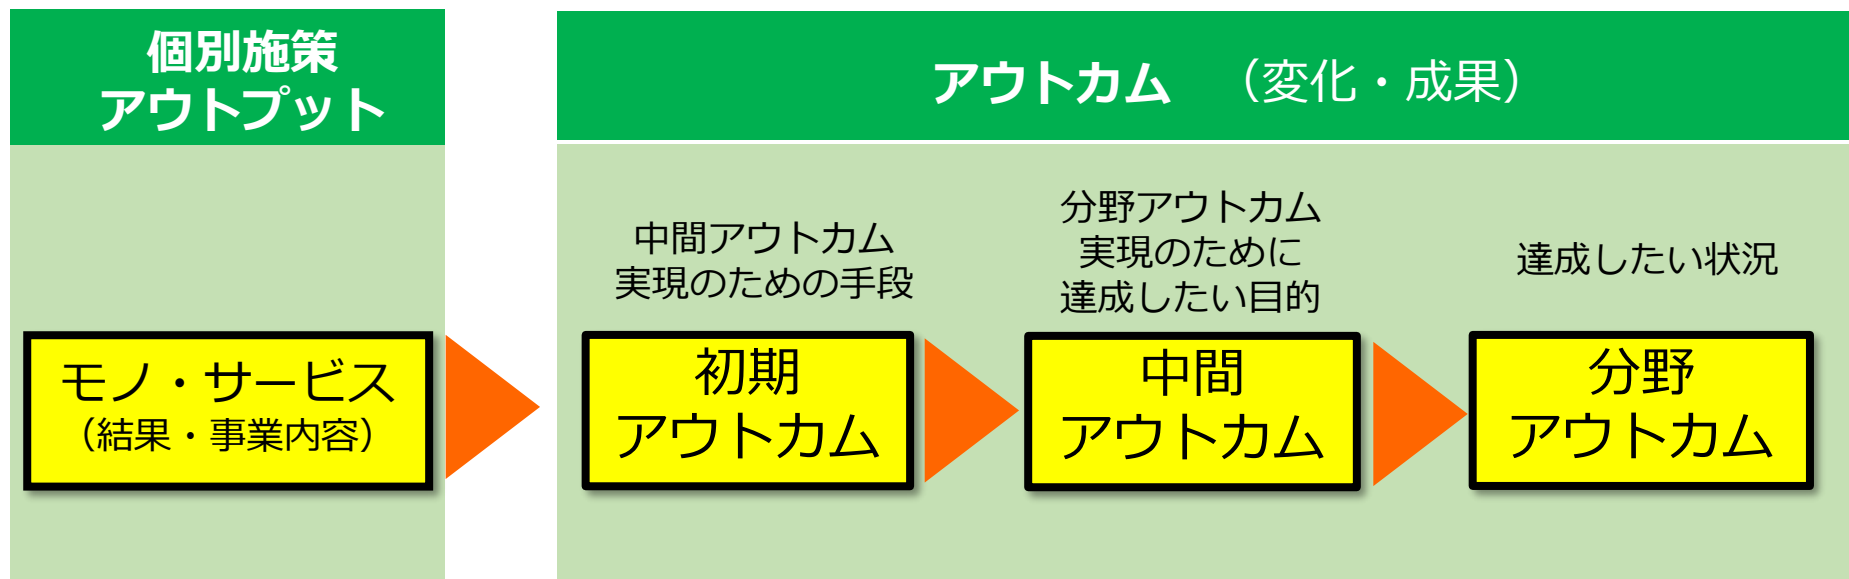 個別施策
アウトプット
アウトカム （変化・成果）
モノ・サービス
（結果・事業内容）
中間アウトカム
実現のための手段
初期
アウトカム
分野アウトカム
実現のために
達成したい目的
中間
アウトカム
達成したい状況
分野
アウトカム